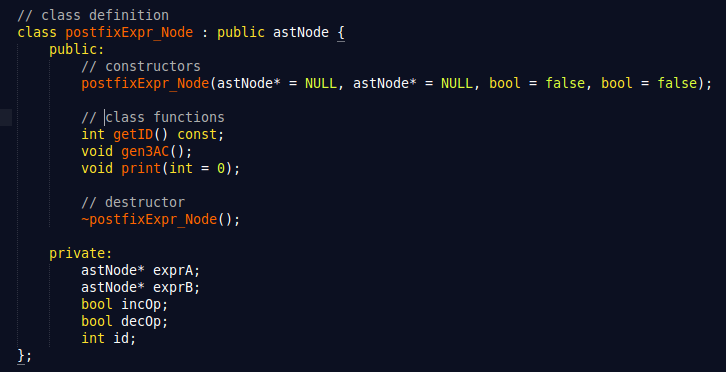 // class definition
class postfixExpr_Node : public astNode {
public:
// constructors
postfixExpr_Node(astNode* = NULL, astNode* = NULL, bool = false, bool = false);
// class functions
int getID() const;
void gen3AC();
void print(int = 0);
// destructor
~postfixExpr_Node();
private:
astNode* exprA;
astNode* exprB;
bool incOp;
bool decOp;
int id;
};